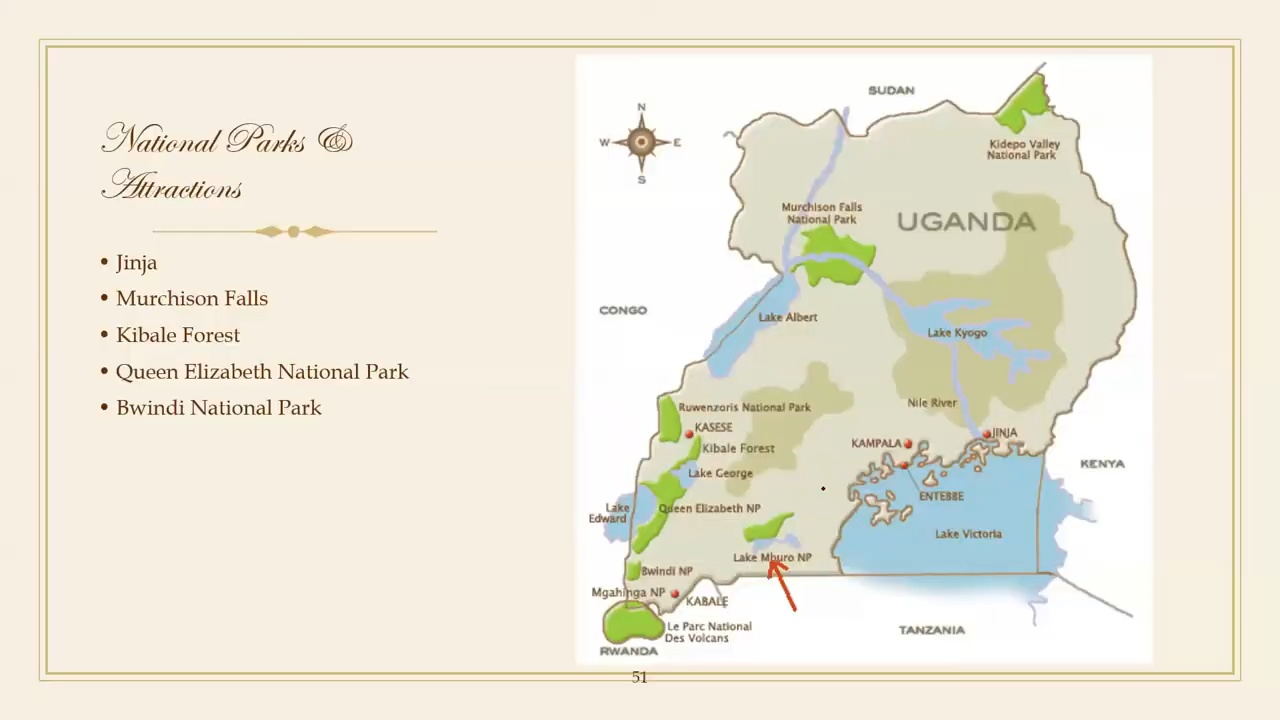 National Parks &
Attractions
• Jinja
• Murchison Falls
• Kibale Forest
• Queen Elizabeth National Park
• Bwindi National Park
SUDAN
N
W E
S
Kidepo Valley
National Park
Murchison Falls
National Park
UGANDA
CONGO
Lake Albert
Lake Kyogo
Nile River
Ruwenzoris National Park
KASESE
JINJA
KAMPALA
Kibale Forest
KENYA
Lake George
ENTEBBE
Lake
Edward
Queen Elizabeth NP
Lake Victoria
Lake Mburo NP
Bwindi NP
Mgahinga NP
KABALE
Le Parc National
Des Volcans
TANZANIA
RWANDA
51